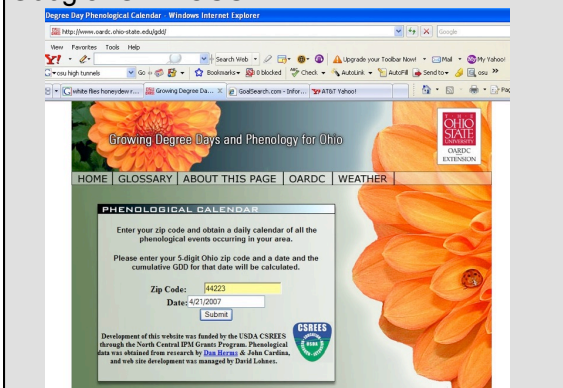 Degree Day Phenological Calendar - Windows Internet Explorer
http://www.oardc.ohio-state.edu/gdd/
Google
View Favorites Tools Help
Y! Search Web Upgrade your Toolbar Now! Mail My Yahoo!
osu high tunnels Go Bookmarks 0 blocked Check AutoLink AutoFill Send to osu »
white flies honeydew r... Growing Degree Da... X GoalSearch.com - Infor... AT&T Yahoo!
Growing Degree Days and Phenology for Ohio
THE
OHIO
STATE
UNIVERSITY
OARDC
EXTENSION
HOME | GLOSSARY | ABOUT THIS PAGE | OARDC | WEATHER |
PHENOLOGICAL CALENDAR
Enter your zip code and obtain a daily calendar of all the
phenological events occurring in your area.
Please enter your 5-digit Ohio zip code and a date and the
cumulative GDD for that date will be calculated.
Zip Code: 44223
Date: 4/21/2007
Submit
Development of this website was funded by the USDA CSREES
through the North Central IPM Grants Program. Phenological
data was obtained from research by Dan Herms & John Cardina,
and web site development was managed by David Lohnes.
CSREES
USDA